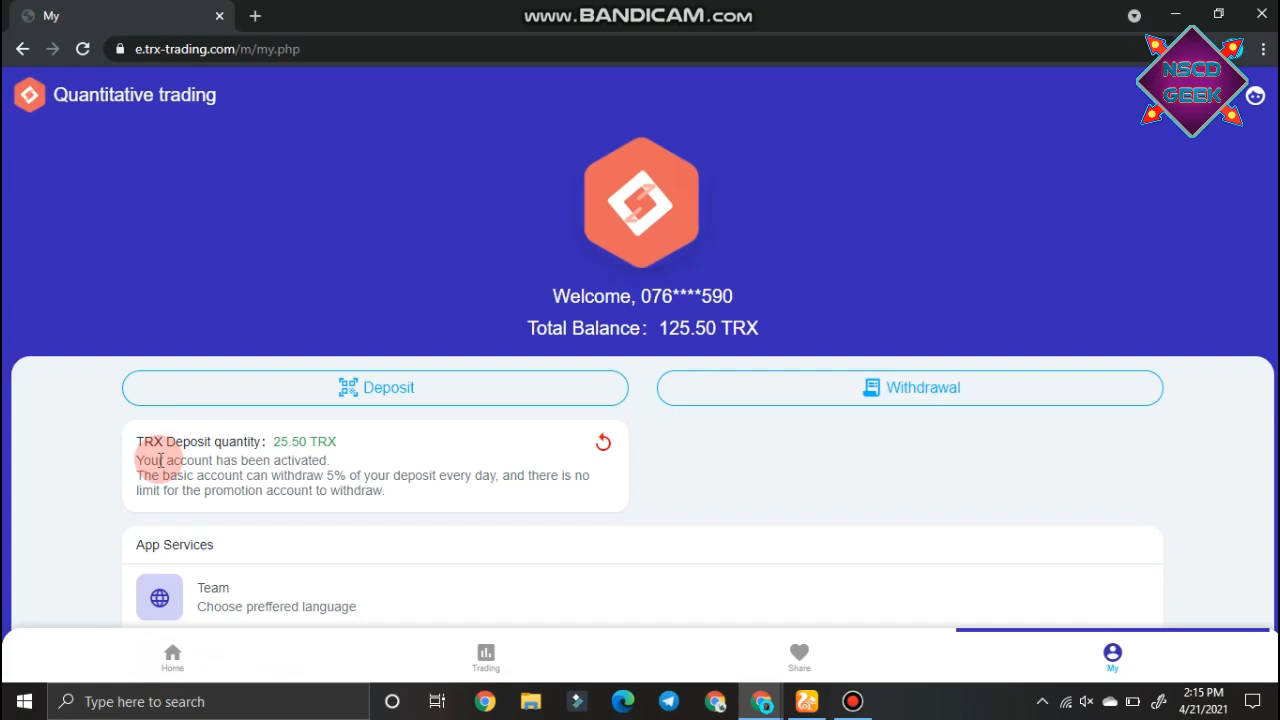 My
www.BANDICAM.com
e.trx-trading.com/m/my.php
NSCD
GEEK
Quantitative trading
Welcome, 076****590
Total Balance: 125.50 TRX
Deposit
Withdrawal
TRX Deposit quantity: 25.50 TRX
Your account has been activated.
The basic account can withdraw 5% of your deposit every day, and there is no
limit for the promotion account to withdraw.
App Services
Team
Choose preffered language
Home
Trading
Share
My
Type here to search
2:15 PM
4/21/2021